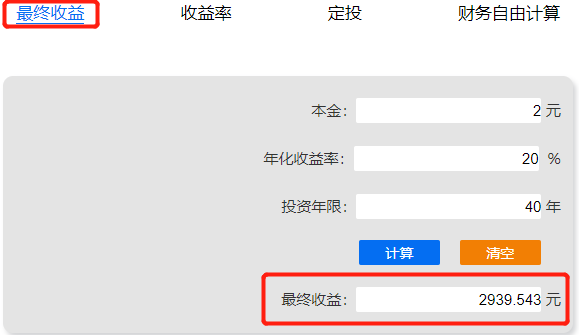 最终收益 收益率 定投 财务自由计算
本金： 2 元
年化收益率： 20 %
投资年限： 40 年
计算 清空
最终收益： 2939.543 元